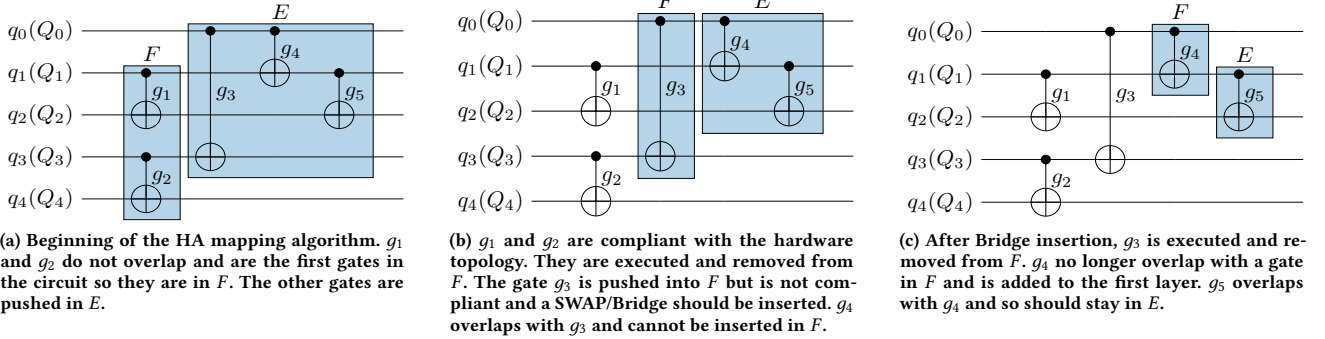 E
F
q₀(Q₀)
g₄
q₁(Q₁)
g₁
g₃
g₅
q₂(Q₂)
q₃(Q₃)
g₂
q₄(Q₄)
(a) Beginning of the HA mapping algorithm. g₁
and g₂ do not overlap and are the first gates in
the circuit so they are in F. The other gates are
pushed in E.
F
E
q₀(Q₀)
g₄
q₁(Q₁)
g₁
g₃
g₅
q₂(Q₂)
q₃(Q₃)
g₂
q₄(Q₄)
(b) g₁ and g₂ are compliant with the hardware
topology. They are executed and removed from
F. The gate g₃ is pushed into F but is not com-
pliant and a SWAP/Bridge should be inserted. g₄
overlaps with g₃ and cannot be inserted in F.
F
q₀(Q₀)
g₄
E
q₁(Q₁)
g₁
g₃
g₅
q₂(Q₂)
q₃(Q₃)
g₂
q₄(Q₄)
(c) After Bridge insertion, g₃ is executed and re-
moved from F. g₄ no longer overlap with a gate
in F and is added to the first layer. g₅ overlaps
with g₄ and so should stay in E.